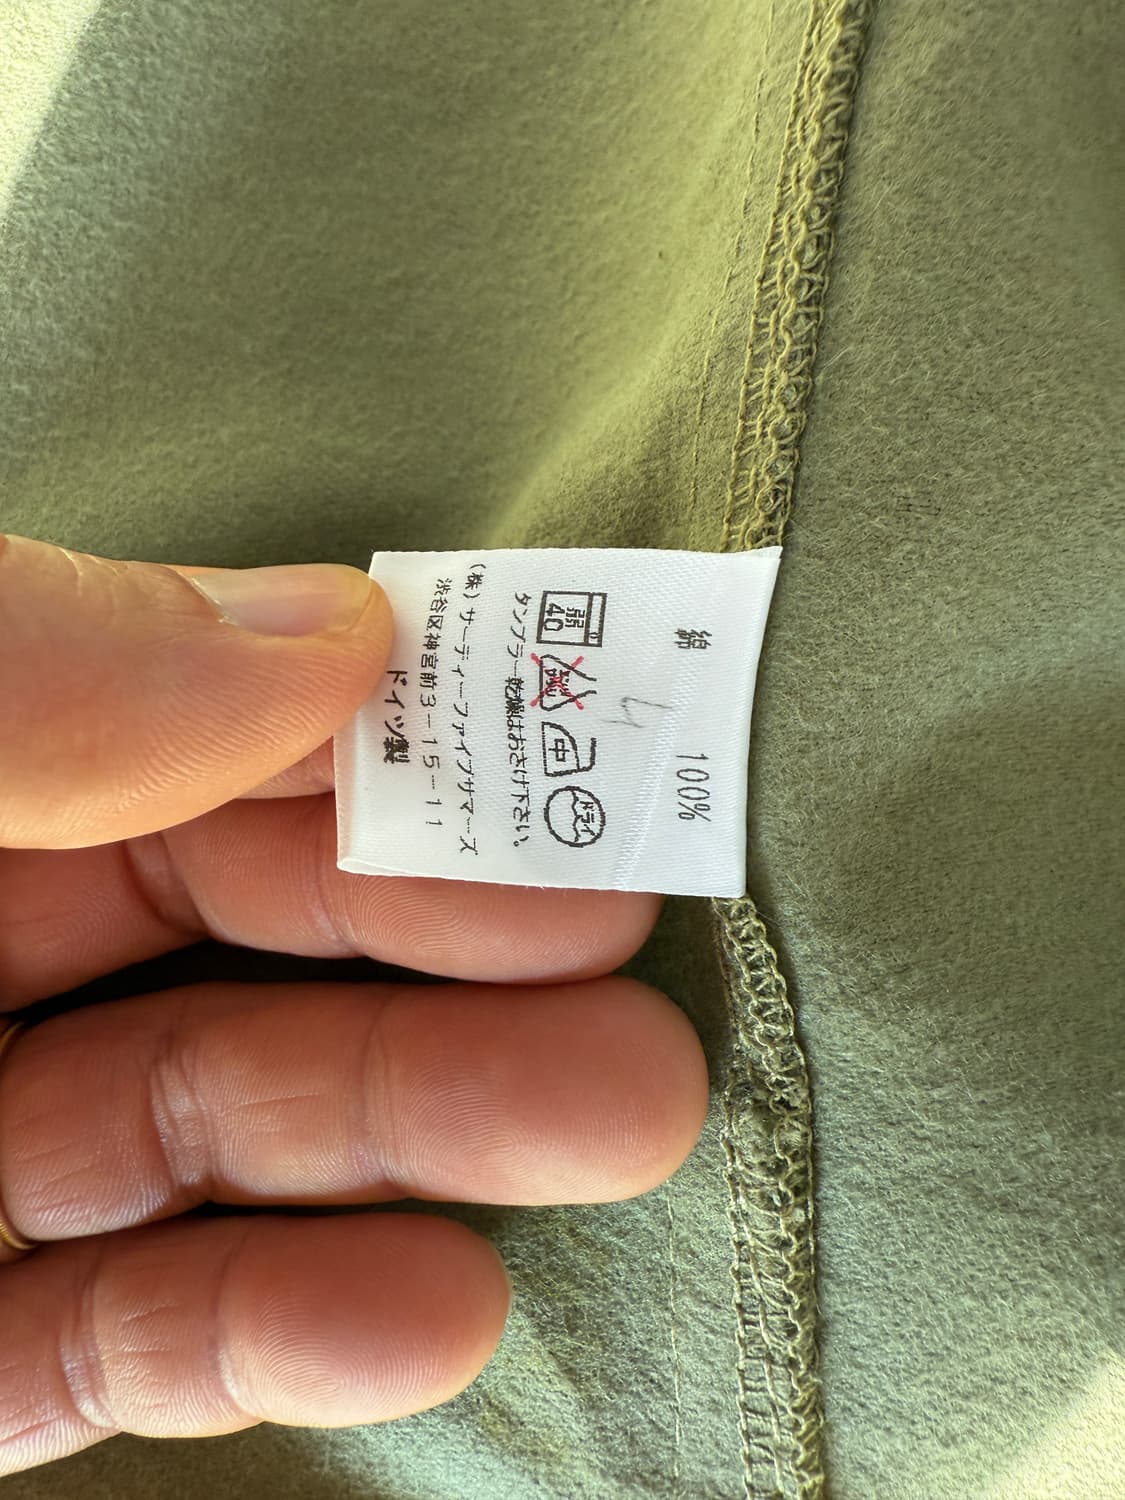 綿 100%
弱 40 中 ドライ
タンブラー乾燥はおさけ下さい。
(株)サーディーファイブサマーズ
渋谷区神宮前3-15-11
ドイツ製